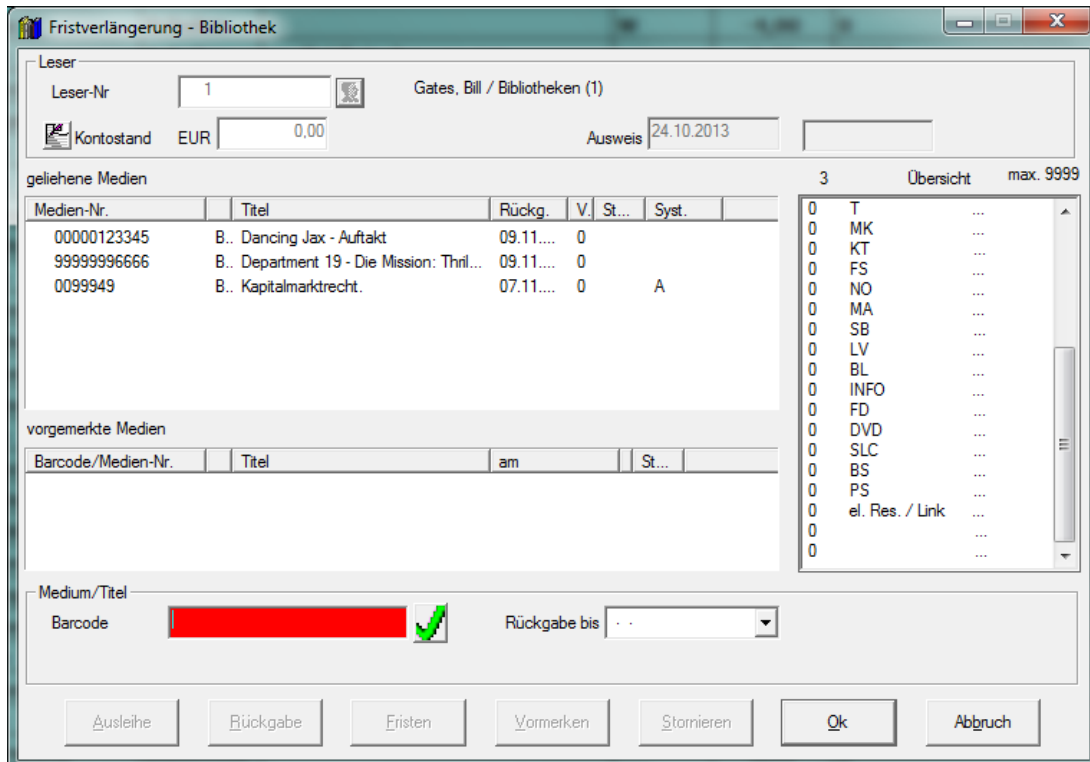 Fristverlängerung - Bibliothek
Leser
Leser-Nr 1 Gates, Bill / Bibliotheken (1)
Kontostand EUR 0,00 Ausweis 24.10.2013
geliehene Medien 3 Übersicht max. 9999
Medien-Nr. Titel Rückg. V. St... Syst.
00000123345 B.. Dancing Jax - Auftakt 09.11.... 0
99999996666 B.. Department 19 - Die Mission: Thril... 09.11.... 0
0099949 B.. Kapitalmarktrecht. 07.11.... 0 A
0 T ...
0 MK ...
0 KT ...
0 FS ...
0 NO ...
0 MA ...
0 SB ...
0 LV ...
0 BL ...
0 INFO ...
0 FD ...
0 DVD ...
0 SLC ...
0 BS ...
0 PS ...
0 el. Res. / Link ...
0 ...
0 ...
vorgemerkte Medien
Barcode/Medien-Nr. Titel am St...
Medium/Titel
Barcode Rückgabe bis . .
Ausleihe Rückgabe Fristen Vormerken Stornieren Ok Abbruch